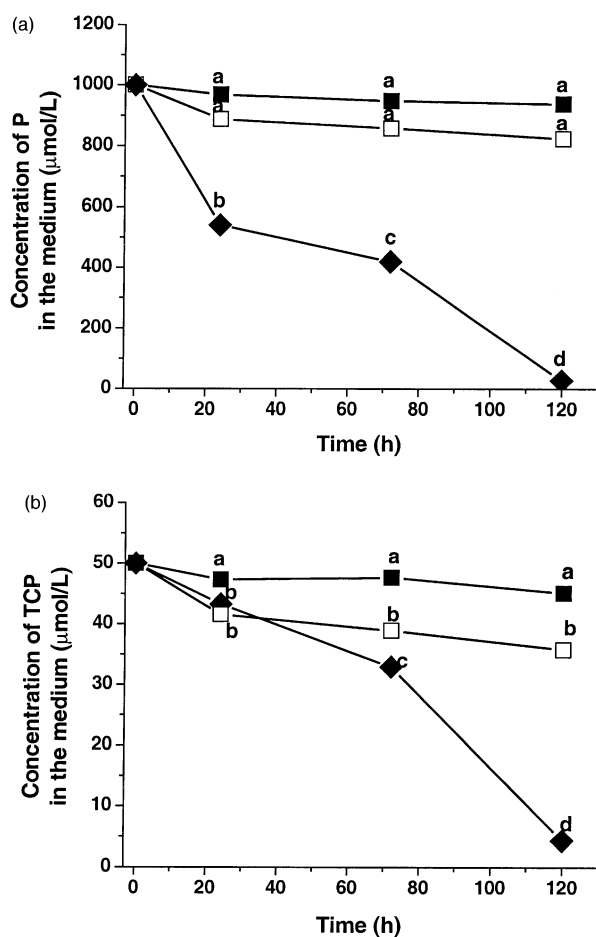 (a)
1200
1000
800
600
400
200
0
Concentration of P
in the medium (μmol/L)
a
a
a
a
a
a
b
c
d
0
20
40
60
80
100
120
Time (h)
(b)
60
50
40
30
20
10
0
Concentration of TCP
in the medium (μmol/L)
a
a
a
b
b
b
b
c
d
0
20
40
60
80
100
120
Time (h)